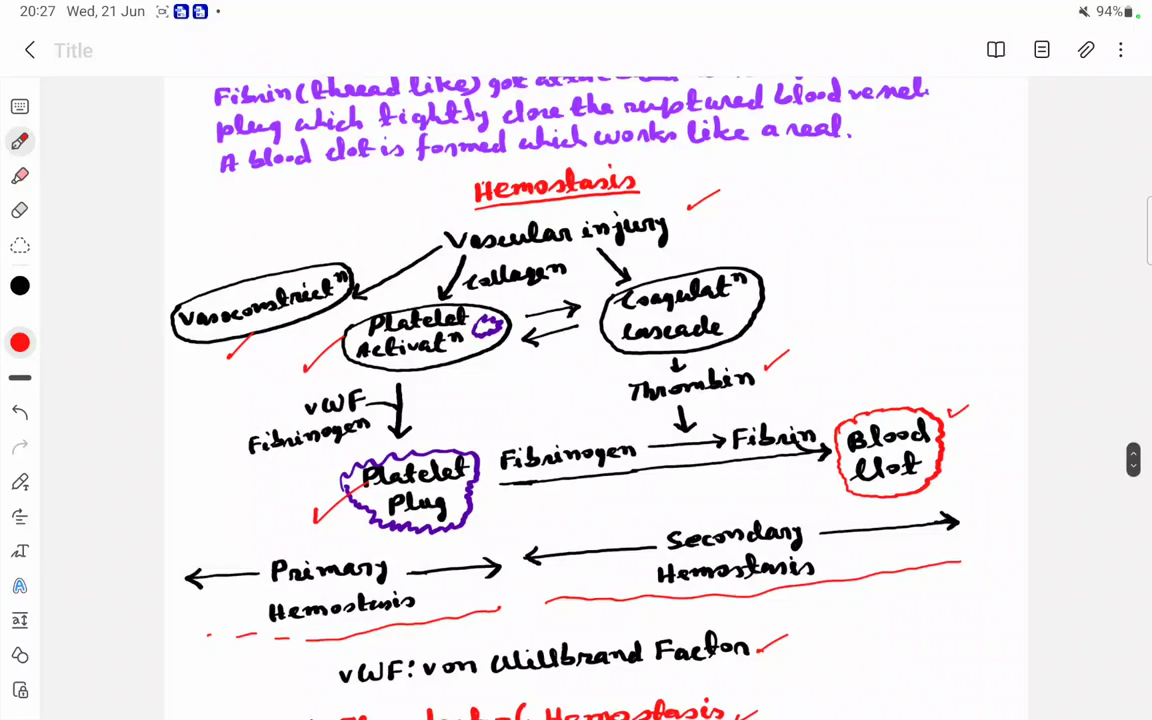 20:27 Wed, 21 Jun
94%
Title
Fibrin (thread like) got
plug which tightly close the ruptured blood vessel.
A blood clot is formed which works like a real.
Hemostasis
Vascular injury
Collagen
Vasoconstrictⁿ
Platelet
Activatⁿ
Coagulatⁿ
Cascade
Thrombin
vWF
Fibrinogen
Platelet
Plug
Fibrinogen
Fibrin
Blood
Clot
Primary
Hemostasis
Secondary
Hemostasis
vWF: von Willbrand Factor
Hemostasis